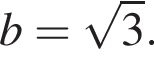 b = √3.